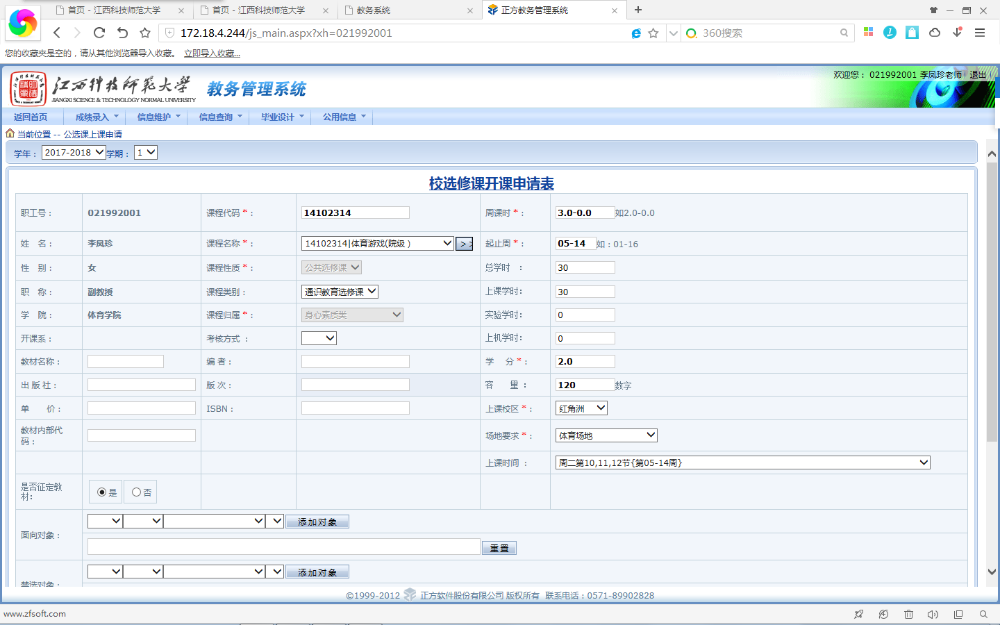 首页 - 江西科技师范大学
首页 - 江西科技师范大学
教务系统
正方教务管理系统
172.18.4.244/js_main.aspx?xh=021992001
360搜索
您的收藏夹是空的，请从其他浏览器导入收藏。 立即导入收藏...
江西科技师范大学
JIANGXI SCIENCE & TECHNOLOGY NORMAL UNIVERSITY
教务管理系统
欢迎您： 021992001 李凤珍老师 退出
返回首页 成绩录入 信息维护 信息查询 毕业设计 公用信息
当前位置 -- 公选课上课申请
学年： 2017-2018 学期： 1
校选修课开课申请表
职工号： 021992001 课程代码 *： 14102314 周课时 *： 3.0-0.0 如2.0-0.0
姓 名： 李凤珍 课程名称 *： 14102314|体育游戏(院级 ) > > 起止周 *： 05-14 如：01-16
性 别： 女 课程性质 *： 公共选修课 总学时 ： 30
职 称： 副教授 课程类别： 通识教育选修课 上课学时： 30
学 院： 体育学院 课程归属 *： 身心素质类 实验学时： 0
开课系： 考核方式 ： 上机学时： 0
教材名称： 编 者： 学 分 *： 2.0
出 版 社： 版 次： 容 量 ： 120 数字
单 价： ISBN： 上课校区 *： 红角洲
教材内部代码： 场地要求 *： 体育场地
上课时间 ： 周二第10,11,12节{第05-14周}
是否征定教材： 是 否
面向对象： 添加对象
重 置
禁选对象： 添加对象
©1999-2012 正方软件股份有限公司 版权所有 联系电话：0571-89902828
www.zfsoft.com